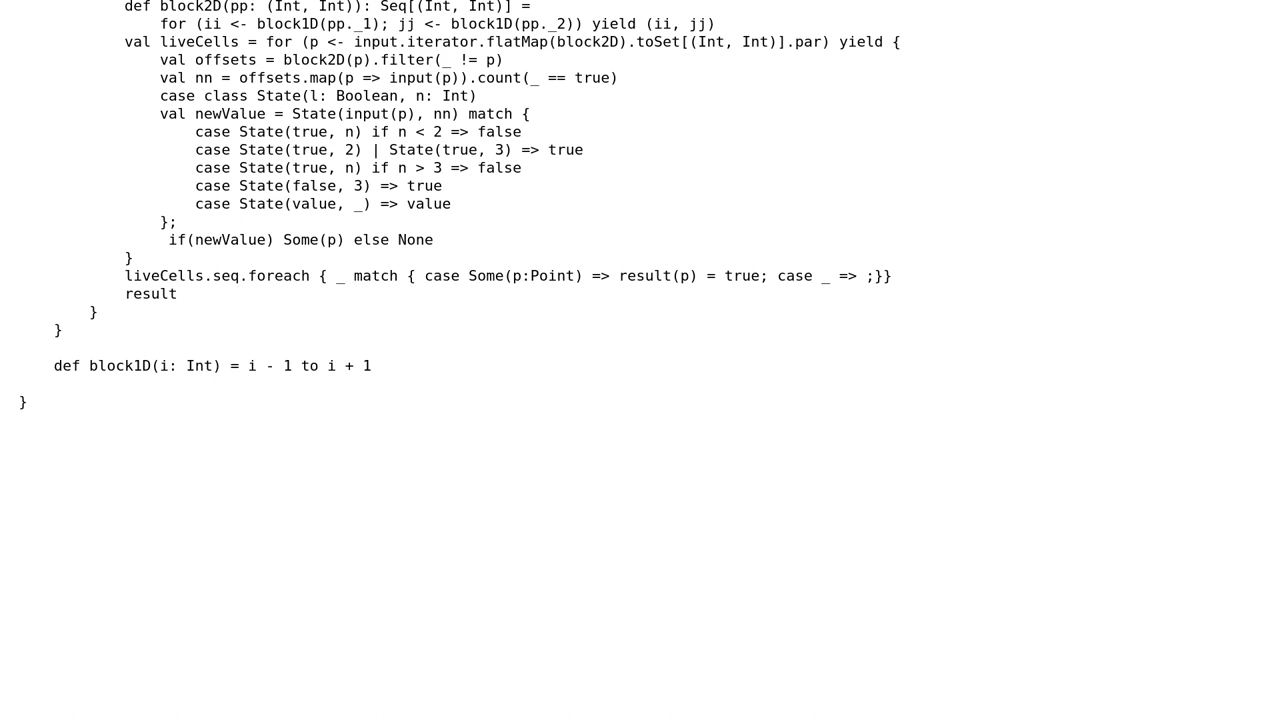 def block2D(pp: (Int, Int)): Seq[(Int, Int)] =
for (ii <- block1D(pp._1); jj <- block1D(pp._2)) yield (ii, jj)
val liveCells = for (p <- input.iterator.flatMap(block2D).toSet[(Int, Int)].par) yield {
val offsets = block2D(p).filter(_ != p)
val nn = offsets.map(p => input(p)).count(_ == true)
case class State(l: Boolean, n: Int)
val newValue = State(input(p), nn) match {
case State(true, n) if n < 2 => false
case State(true, 2) | State(true, 3) => true
case State(true, n) if n > 3 => false
case State(false, 3) => true
case State(value, _) => value
};
if(newValue) Some(p) else None
}
liveCells.seq.foreach { _ match { case Some(p:Point) => result(p) = true; case _ => ;}}
result
}
}
def block1D(i: Int) = i - 1 to i + 1
}